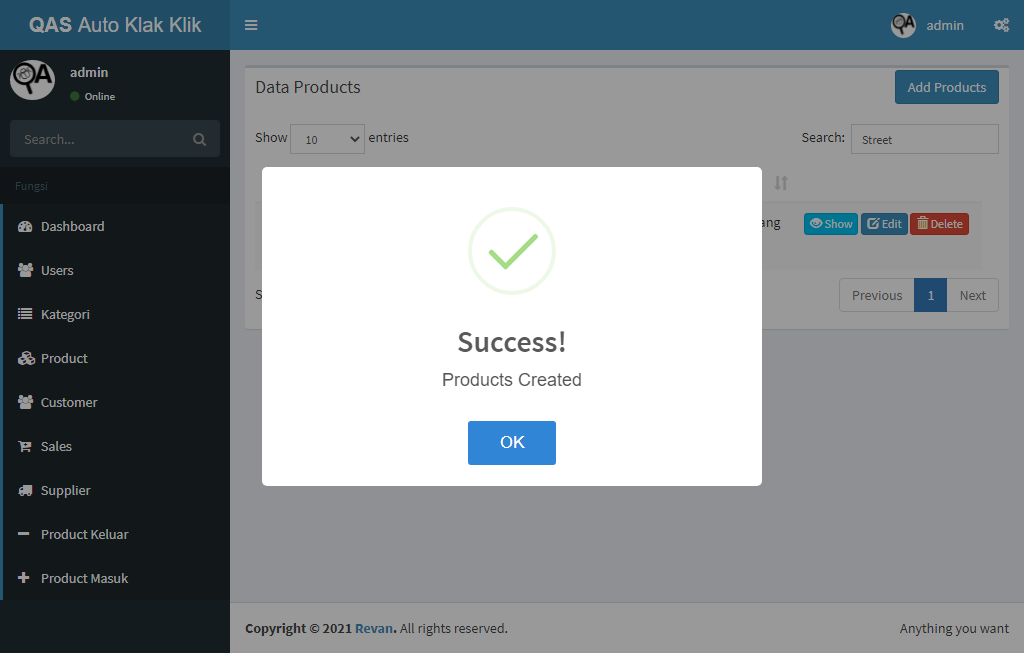 QAS Auto Klak Klik
admin
admin
Online
Search...
Fungsi
Dashboard
Users
Kategori
Product
Customer
Sales
Supplier
Product Keluar
Product Masuk
Data Products
Add Products
Show 10 entries
Search: Street
Show Edit Delete
Previous 1 Next
Success!
Products Created
OK
Copyright © 2021 Revan. All rights reserved.
Anything you want